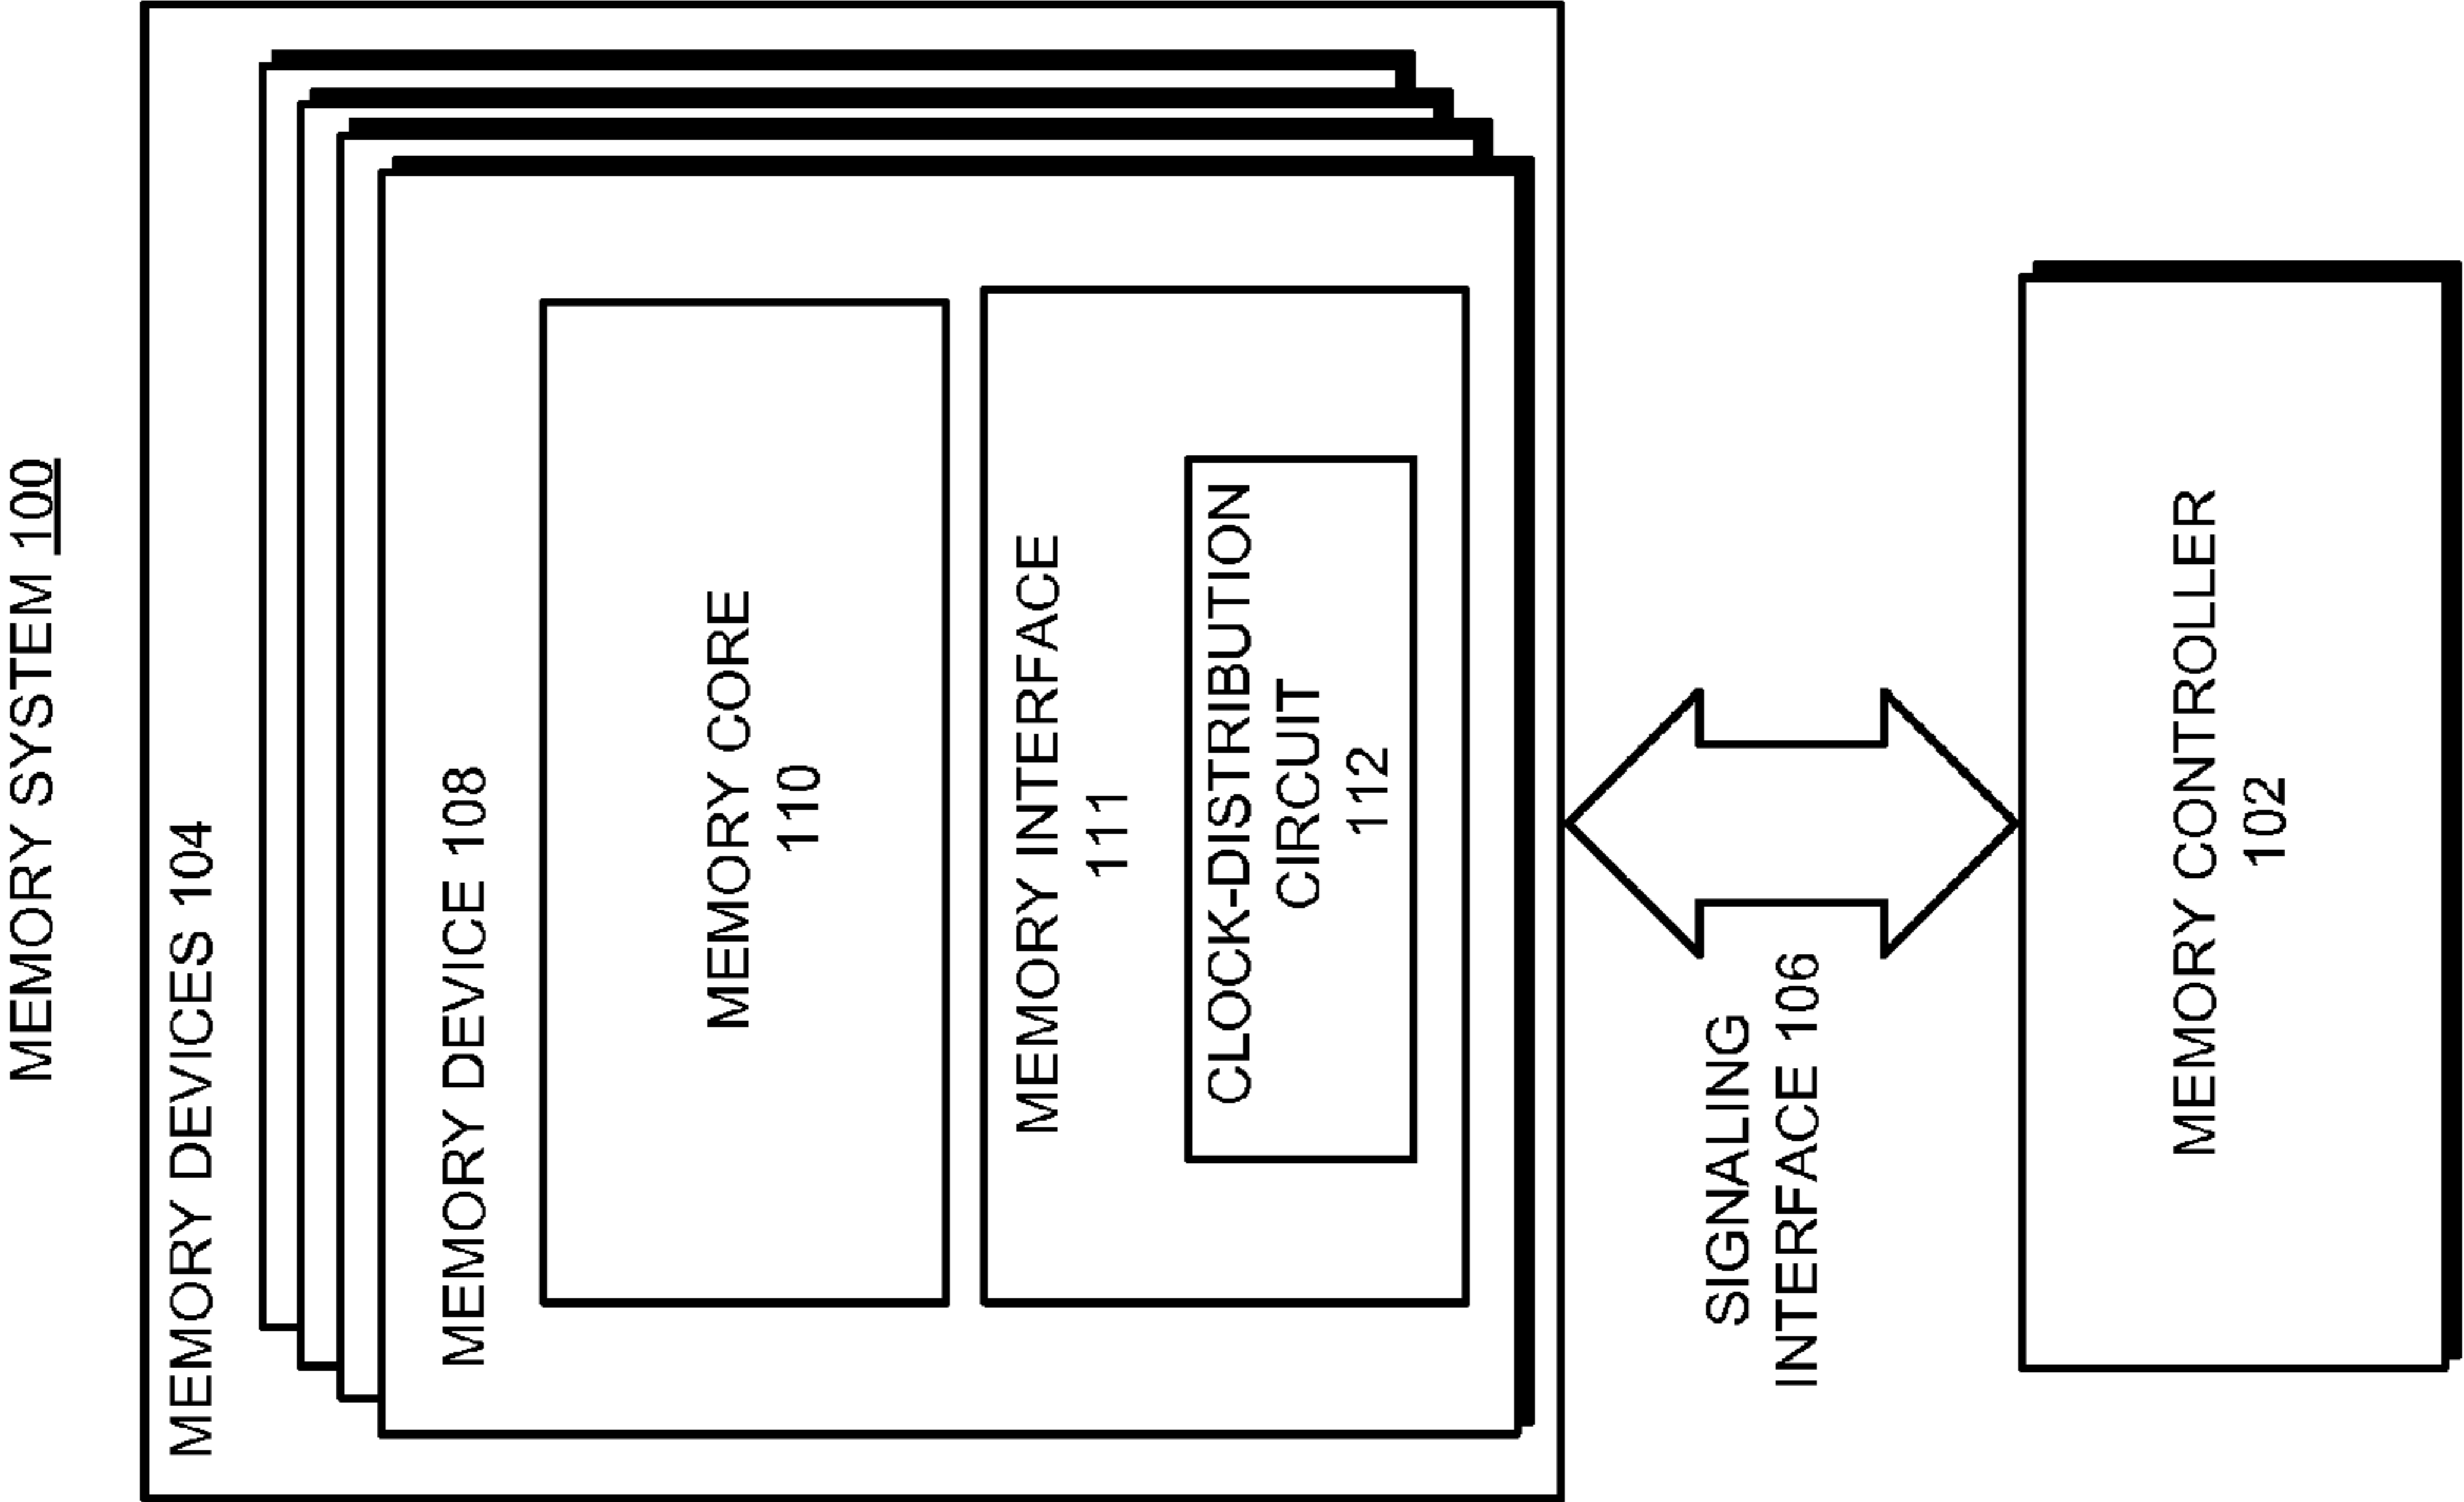 MEMORY SYSTEM 100
MEMORY DEVICES 104
MEMORY DEVICE 108
MEMORY CORE
110
MEMORY INTERFACE
111
CLOCK-DISTRIBUTION
CIRCUIT
112
SIGNALING
INTERFACE 106
MEMORY CONTROLLER
102